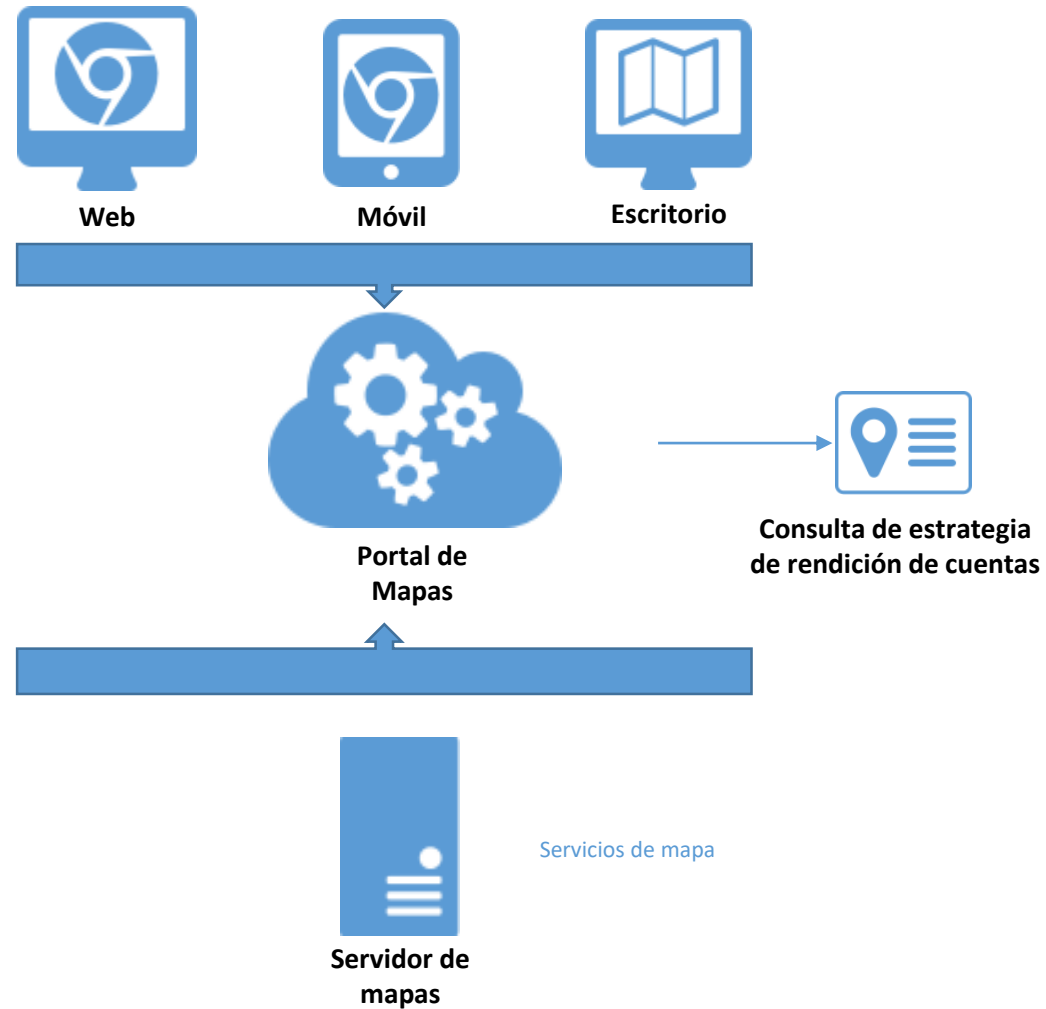 Web
Móvil
Escritorio
Portal de
Mapas
Consulta de estrategia
de rendición de cuentas
Servicios de mapa
Servidor de
mapas